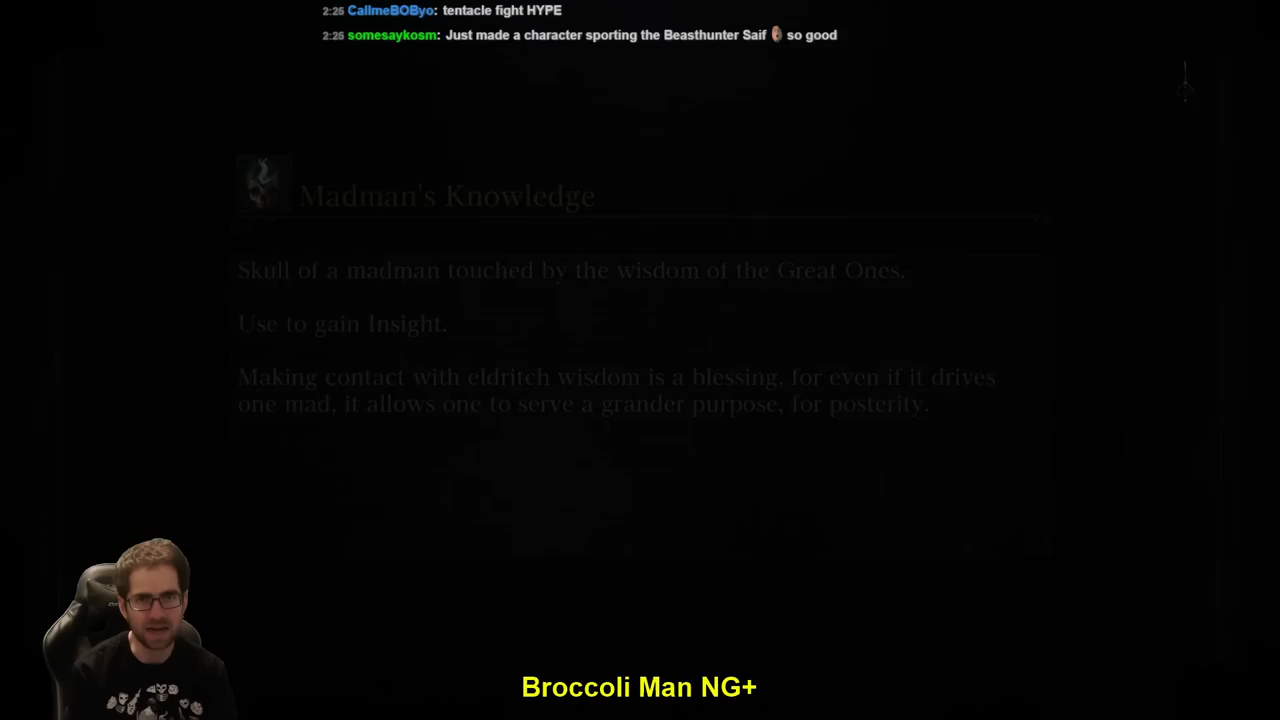 2:25 CallmeBOByo: tentacle fight HYPE
2:25 somesaykosm: Just made a character sporting the Beasthunter Saif so good
Madman's Knowledge
Skull of a madman touched by the wisdom of the Great Ones.
Use to gain Insight.
Making contact with eldritch wisdom is a blessing, for even if it drives
one mad, it allows one to serve a grander purpose, for posterity.
Broccoli Man NG+